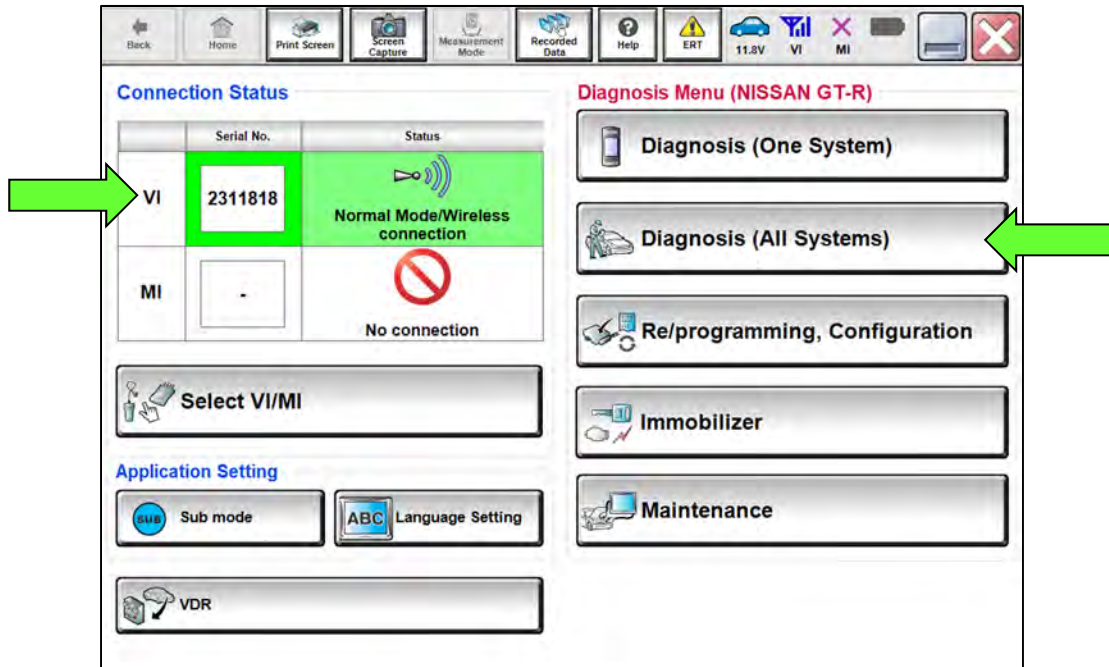 Back
Home
Print Screen
Screen
Capture
Measurement
Mode
Recorded
Data
Help
ERT
11.8V
VI
MI
Connection Status
Serial No.
Status
VI
2311818
Normal Mode/Wireless
connection
MI
-
No connection
Select VI/MI
Application Setting
SUB
Sub mode
ABC
Language Setting
VDR
Diagnosis Menu (NISSAN GT-R)
Diagnosis (One System)
Diagnosis (All Systems)
Re/programming, Configuration
Immobilizer
Maintenance